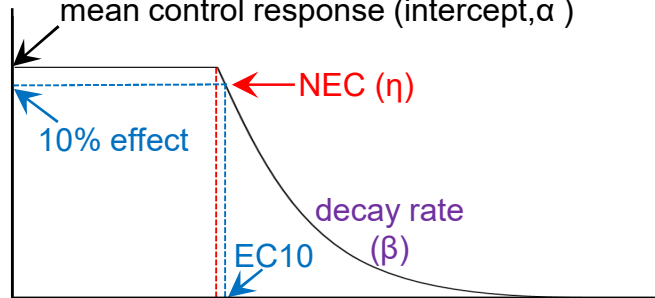 mean control response (intercept,α )
NEC (η)
10% effect
decay rate
(β)
EC10